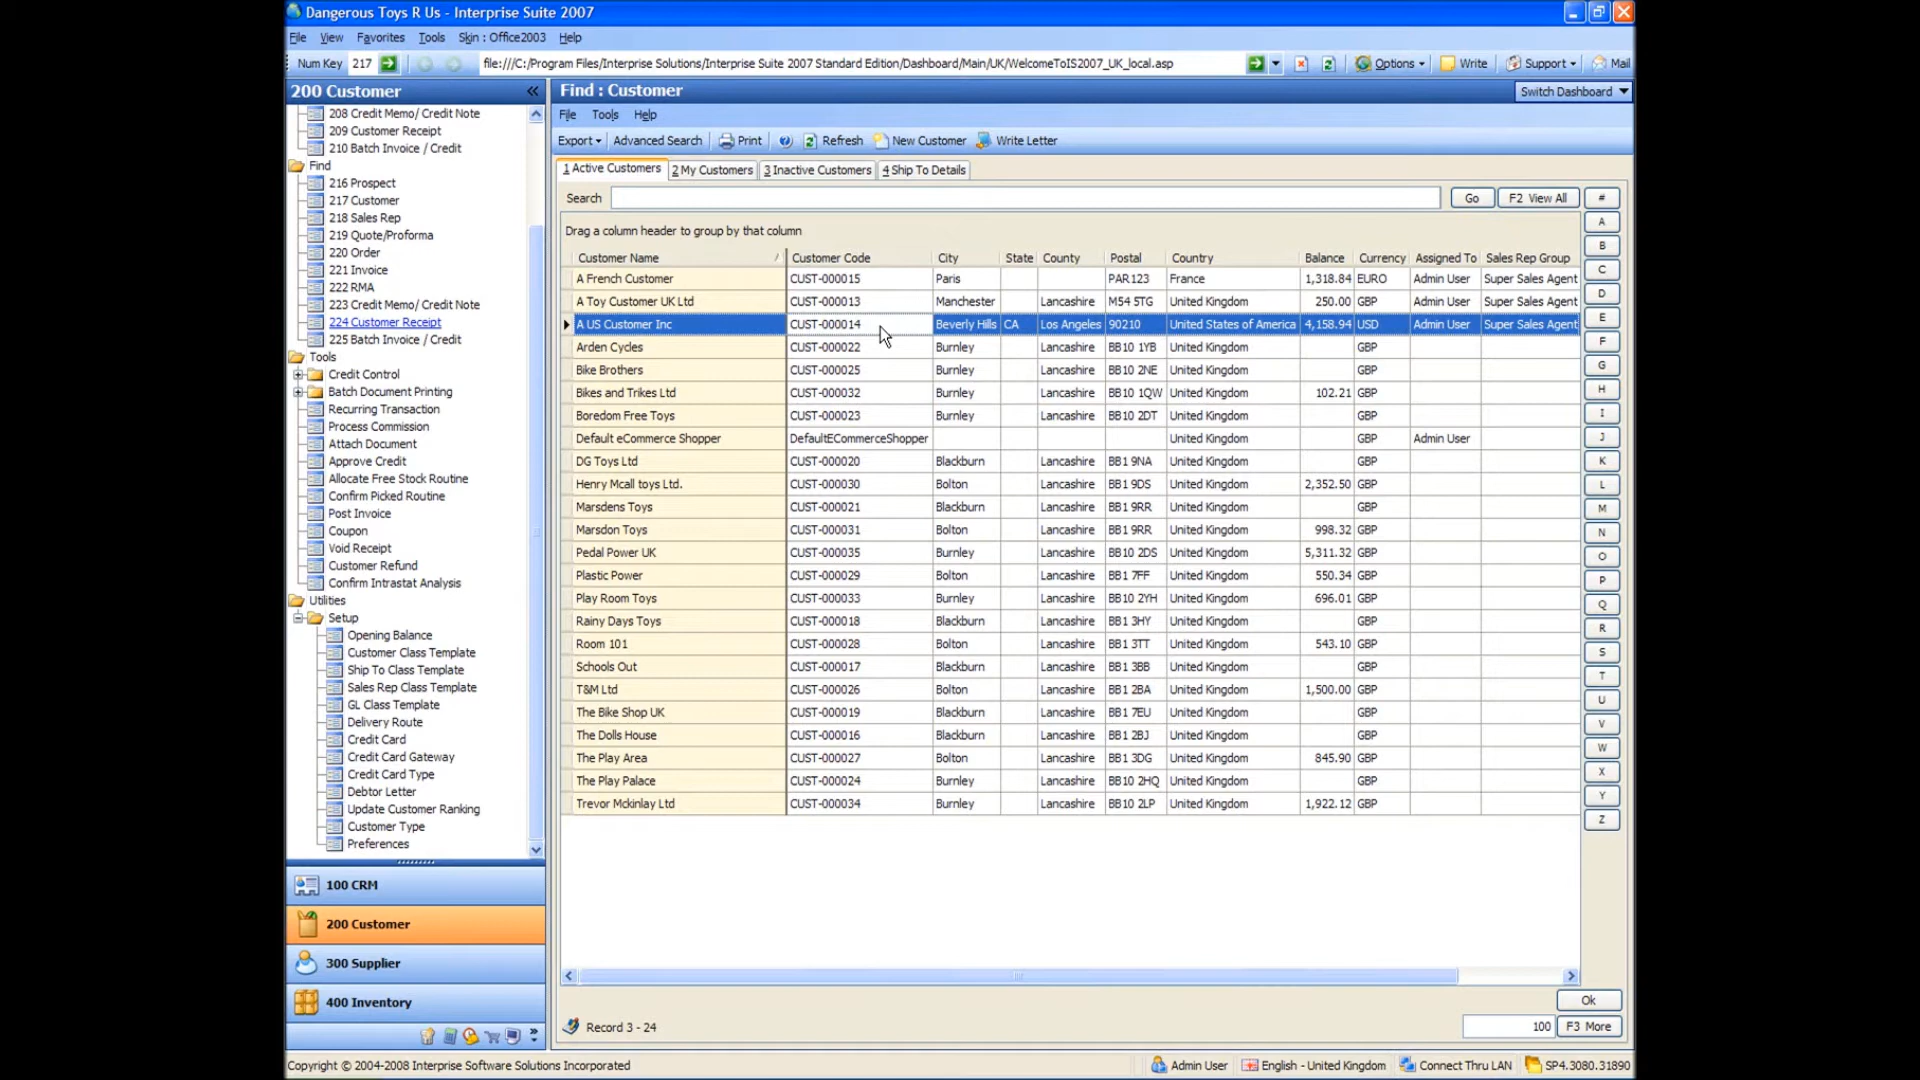 Dangerous Toys R Us - Interprise Suite 2007
File View Favorites Tools Skin : Office2003 Help
Num Key 217 file:///C:/Program Files/Interprise Solutions/Interprise Suite 2007 Standard Edition/Dashboard/Main/UK/WelcomeToIS2007_UK_local.asp Options Write Support Mail
200 Customer
208 Credit Memo/ Credit Note
209 Customer Receipt
210 Batch Invoice / Credit
Find
216 Prospect
217 Customer
218 Sales Rep
219 Quote/Proforma
220 Order
221 Invoice
222 RMA
223 Credit Memo/ Credit Note
224 Customer Receipt
225 Batch Invoice / Credit
Tools
Credit Control
Batch Document Printing
Recurring Transaction
Process Commission
Attach Document
Approve Credit
Allocate Free Stock Routine
Confirm Picked Routine
Post Invoice
Coupon
Void Receipt
Customer Refund
Confirm Intrastat Analysis
Utilities
Setup
Opening Balance
Customer Class Template
Ship To Class Template
Sales Rep Class Template
GL Class Template
Delivery Route
Credit Card
Credit Card Gateway
Credit Card Type
Debtor Letter
Update Customer Ranking
Customer Type
Preferences
100 CRM
200 Customer
300 Supplier
400 Inventory
Find : Customer Switch Dashboard
File Tools Help
Export Advanced Search Print Refresh New Customer Write Letter
1 Active Customers 2 My Customers 3 Inactive Customers 4 Ship To Details
Search Go F2 View All #
Drag a column header to group by that column
Customer Name Customer Code City State County Postal Country Balance Currency Assigned To Sales Rep Group
A French Customer CUST-000015 Paris PAR123 France 1,318.84 EURO Admin User Super Sales Agent
A Toy Customer UK Ltd CUST-000013 Manchester Lancashire M54 5TG United Kingdom 250.00 GBP Admin User Super Sales Agent
A US Customer Inc CUST-000014 Beverly Hills CA Los Angeles 90210 United States of America 4,158.94 USD Admin User Super Sales Agent
Arden Cycles CUST-000022 Burnley Lancashire BB10 1YB United Kingdom GBP
Bike Brothers CUST-000025 Burnley Lancashire BB10 2NE United Kingdom GBP
Bikes and Trikes Ltd CUST-000032 Burnley Lancashire BB10 1QW United Kingdom 102.21 GBP
Boredom Free Toys CUST-000023 Burnley Lancashire BB10 2DT United Kingdom GBP
Default eCommerce Shopper DefaultECommerceShopper United Kingdom GBP Admin User
DG Toys Ltd CUST-000020 Blackburn Lancashire BB1 9NA United Kingdom GBP
Henry Mcall toys Ltd. CUST-000030 Bolton Lancashire BB1 9DS United Kingdom 2,352.50 GBP
Marsdens Toys CUST-000021 Blackburn Lancashire BB1 9RR United Kingdom GBP
Marsdon Toys CUST-000031 Bolton Lancashire BB1 9RR United Kingdom 998.32 GBP
Pedal Power UK CUST-000035 Burnley Lancashire BB10 2DS United Kingdom 5,311.32 GBP
Plastic Power CUST-000029 Bolton Lancashire BB1 7FF United Kingdom 550.34 GBP
Play Room Toys CUST-000033 Burnley Lancashire BB10 2YH United Kingdom 696.01 GBP
Rainy Days Toys CUST-000018 Blackburn Lancashire BB1 3HY United Kingdom GBP
Room 101 CUST-000028 Bolton Lancashire BB1 3TT United Kingdom 543.10 GBP
Schools Out CUST-000017 Blackburn Lancashire BB1 3BB United Kingdom GBP
T&M Ltd CUST-000026 Bolton Lancashire BB1 2BA United Kingdom 1,500.00 GBP
The Bike Shop UK CUST-000019 Blackburn Lancashire BB1 7EU United Kingdom GBP
The Dolls House CUST-000016 Blackburn Lancashire BB1 2BJ United Kingdom GBP
The Play Area CUST-000027 Bolton Lancashire BB1 3DG United Kingdom 845.90 GBP
The Play Palace CUST-000024 Burnley Lancashire BB10 2HQ United Kingdom GBP
Trevor Mckinlay Ltd CUST-000034 Burnley Lancashire BB10 2LP United Kingdom 1,922.12 GBP
A
B
C
D
E
F
G
H
I
J
K
L
M
N
O
P
Q
R
S
T
U
V
W
X
Y
Z
Ok
Record 3 - 24 100 F3 More
Copyright © 2004-2008 Interprise Software Solutions Incorporated Admin User English - United Kingdom Connect Thru LAN SP4.3080.31890